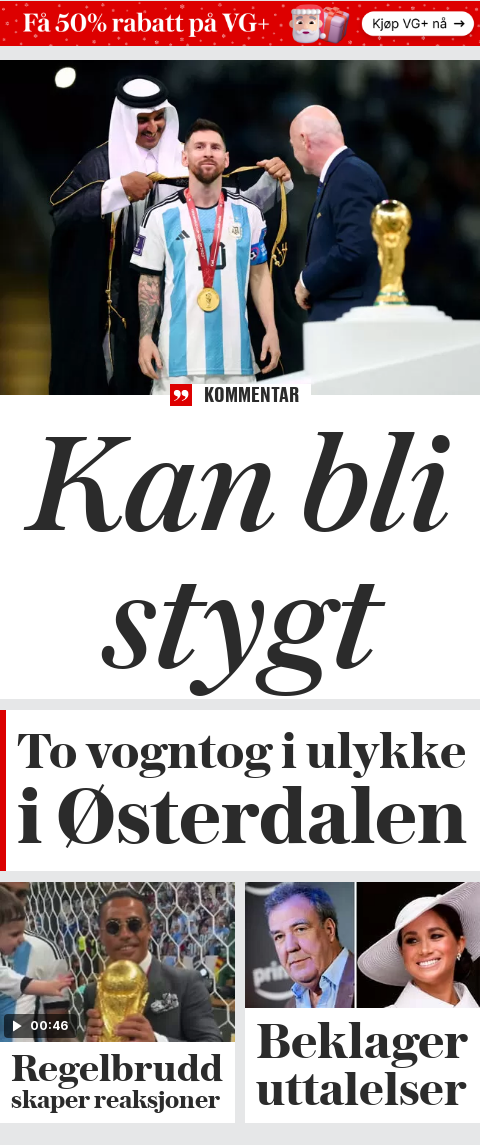 Få 50% rabatt på VG+
Kjøp VG+ nå →
KOMMENTAR
Kan bli
stygt
To vogntog i ulykke
i Østerdalen
prime
00:46
Regelbrudd
skaper reaksjoner
Beklager
uttalelser